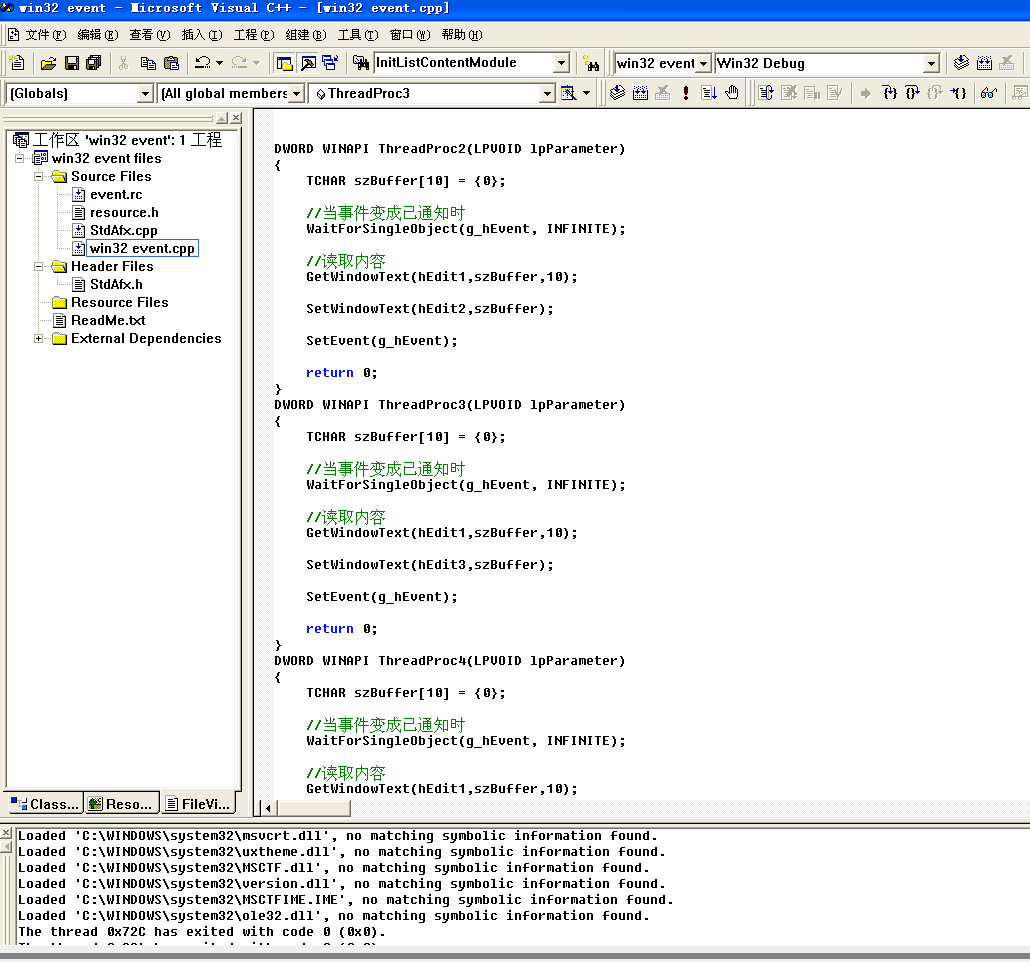 win32 event - Microsoft Visual C++ - [win32 event.cpp]
文件(F) 编辑(E) 查看(V) 插入(I) 工程(P) 组建(B) 工具(T) 窗口(W) 帮助(H)
InitListContentModule win32 event Win32 Debug
(Globals) (All global members ThreadProc3
工作区 'win32 event': 1 工程
win32 event files
Source Files
event.rc
resource.h
StdAfx.cpp
win32 event.cpp
Header Files
StdAfx.h
Resource Files
ReadMe.txt
External Dependencies
Class... Reso... FileVi...
DWORD WINAPI ThreadProc2(LPVOID lpParameter)
{
TCHAR szBuffer[10] = {0};
//当事件变成已通知时
WaitForSingleObject(g_hEvent, INFINITE);
//读取内容
GetWindowText(hEdit1,szBuffer,10);
SetWindowText(hEdit2,szBuffer);
SetEvent(g_hEvent);
return 0;
}
DWORD WINAPI ThreadProc3(LPVOID lpParameter)
{
TCHAR szBuffer[10] = {0};
//当事件变成已通知时
WaitForSingleObject(g_hEvent, INFINITE);
//读取内容
GetWindowText(hEdit1,szBuffer,10);
SetWindowText(hEdit3,szBuffer);
SetEvent(g_hEvent);
return 0;
}
DWORD WINAPI ThreadProc4(LPVOID lpParameter)
{
TCHAR szBuffer[10] = {0};
//当事件变成已通知时
WaitForSingleObject(g_hEvent, INFINITE);
//读取内容
GetWindowText(hEdit1,szBuffer,10);
Loaded 'C:\WINDOWS\system32\msvcrt.dll', no matching symbolic information found.
Loaded 'C:\WINDOWS\system32\uxtheme.dll', no matching symbolic information found.
Loaded 'C:\WINDOWS\system32\MSCTF.dll', no matching symbolic information found.
Loaded 'C:\WINDOWS\system32\version.dll', no matching symbolic information found.
Loaded 'C:\WINDOWS\system32\MSCTFIME.IME', no matching symbolic information found.
Loaded 'C:\WINDOWS\system32\ole32.dll', no matching symbolic information found.
The thread 0x72C has exited with code 0 (0x0).